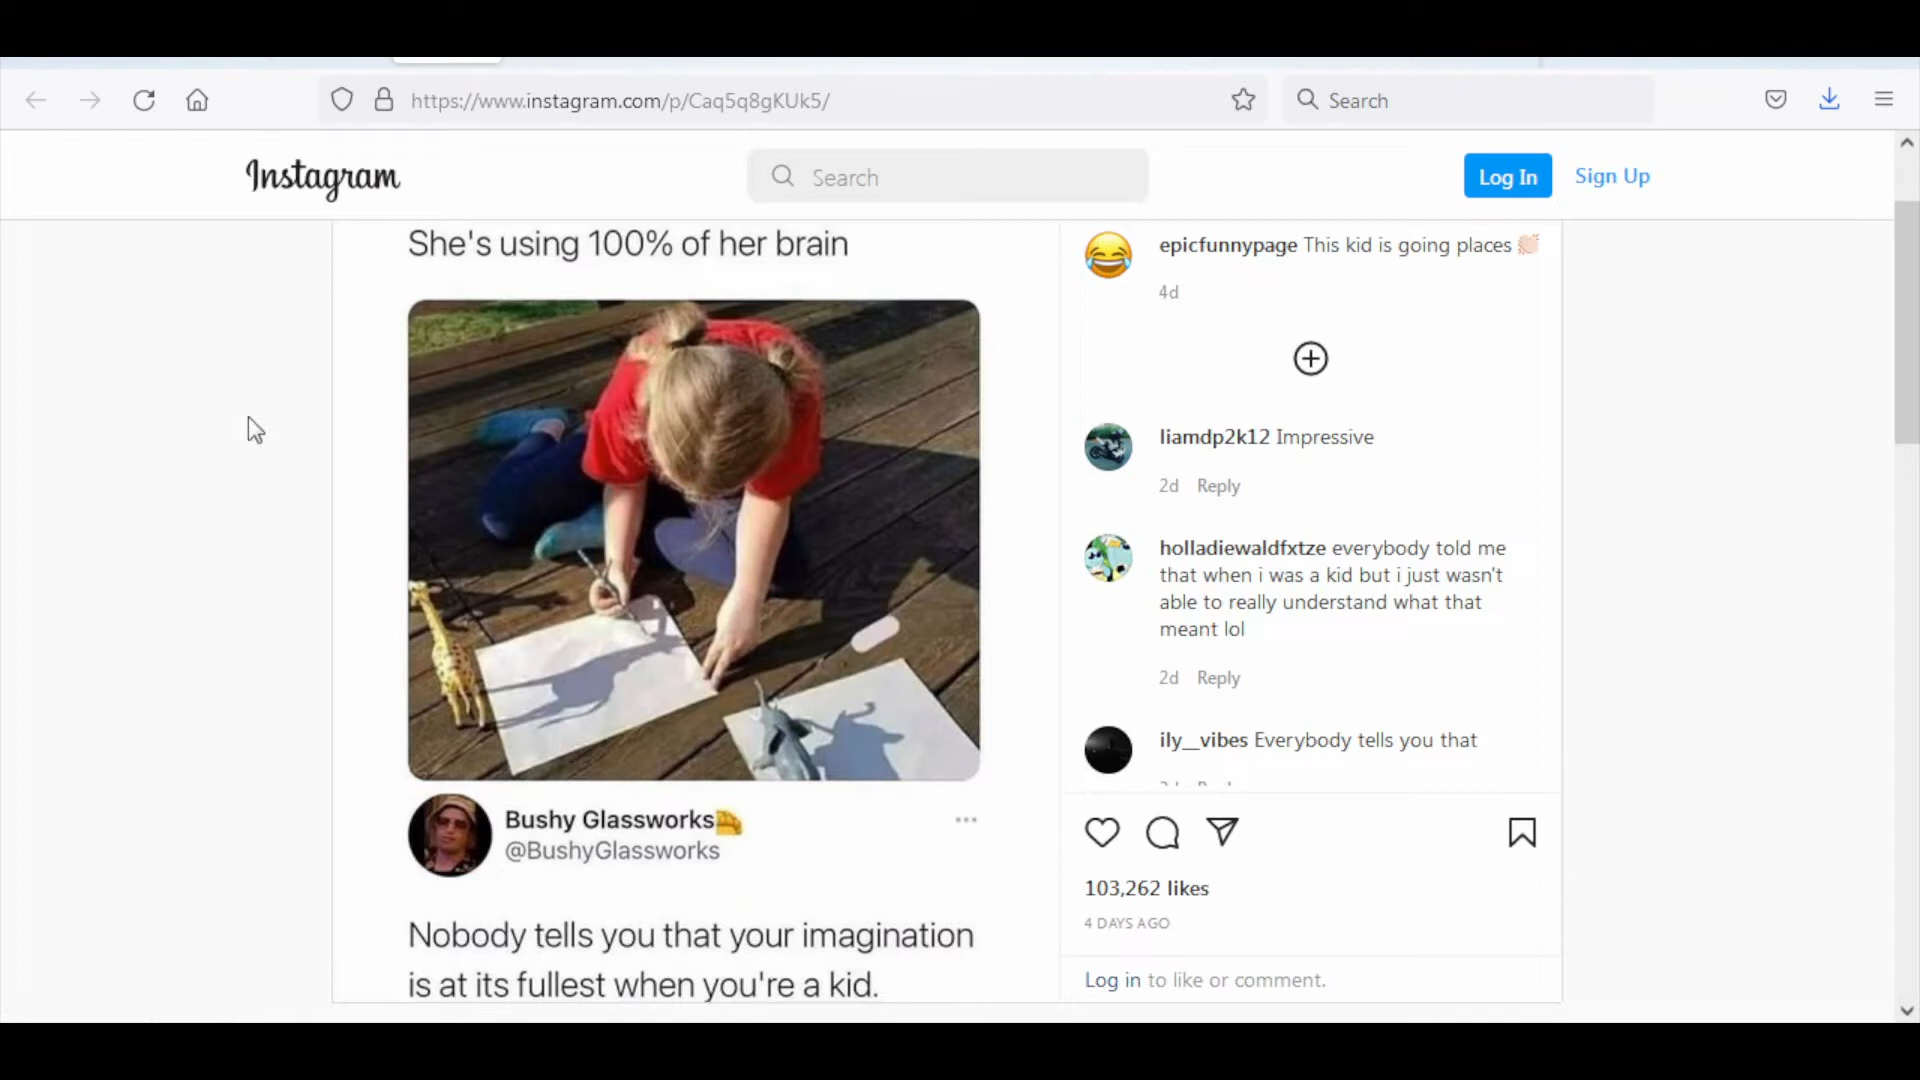 https://www.instagram.com/p/Caq5q8gKUk5/
Search
Instagram
Search
Log In
Sign Up
She's using 100% of her brain
Bushy Glassworks
@BushyGlassworks
Nobody tells you that your imagination
is at its fullest when you're a kid.
epicfunnypage This kid is going places
4d
liamdp2k12 Impressive
2d Reply
holladiewaldfxtze everybody told me
that when i was a kid but i just wasn't
able to really understand what that
meant lol
2d Reply
ily__vibes Everybody tells you that
103,262 likes
4 DAYS AGO
Log in to like or comment.